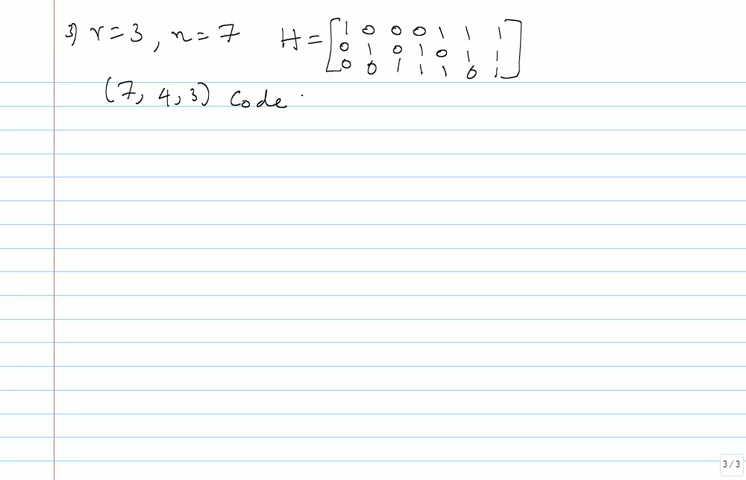 3) r=3, n=7 H = [1 0 0 0 1 1 1
0 1 0 1 0 1 1
0 0 1 1 1 0 1]
(7, 4, 3) Code.
3 / 3